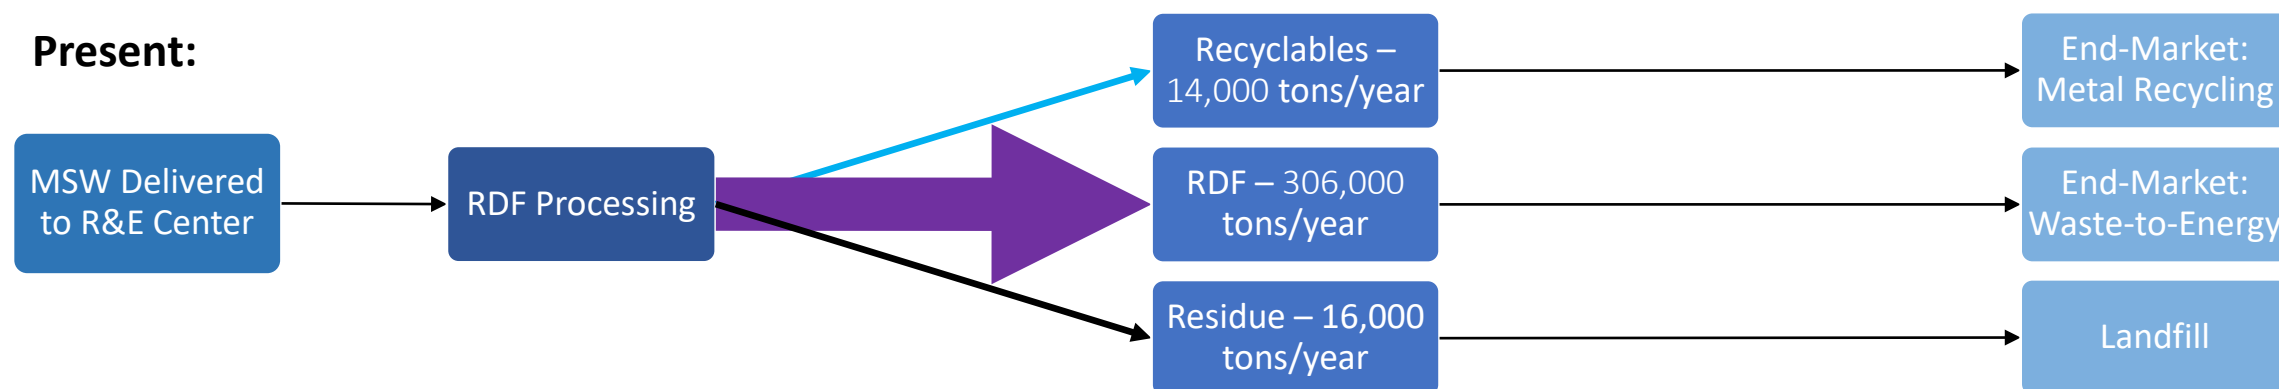 Present:
MSW Delivered
to R&E Center
RDF Processing
Recyclables –
14,000 tons/year
RDF – 306,000
tons/year
Residue – 16,000
tons/year
End-Market:
Metal Recycling
End-Market:
Waste-to-Energy
Landfill